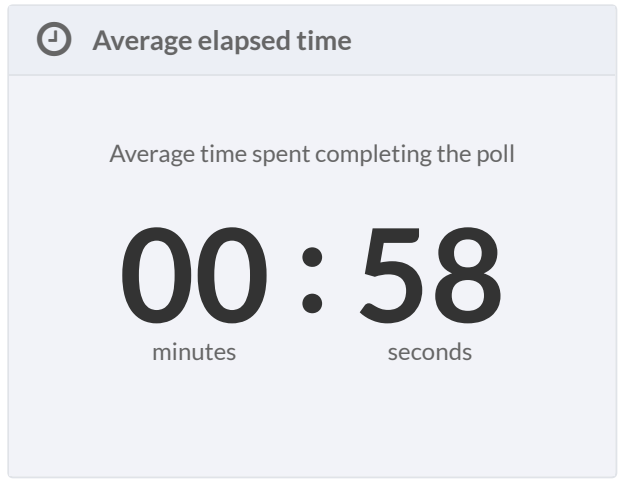 Average elapsed time
Average time spent completing the poll
00 : 58
minutes seconds